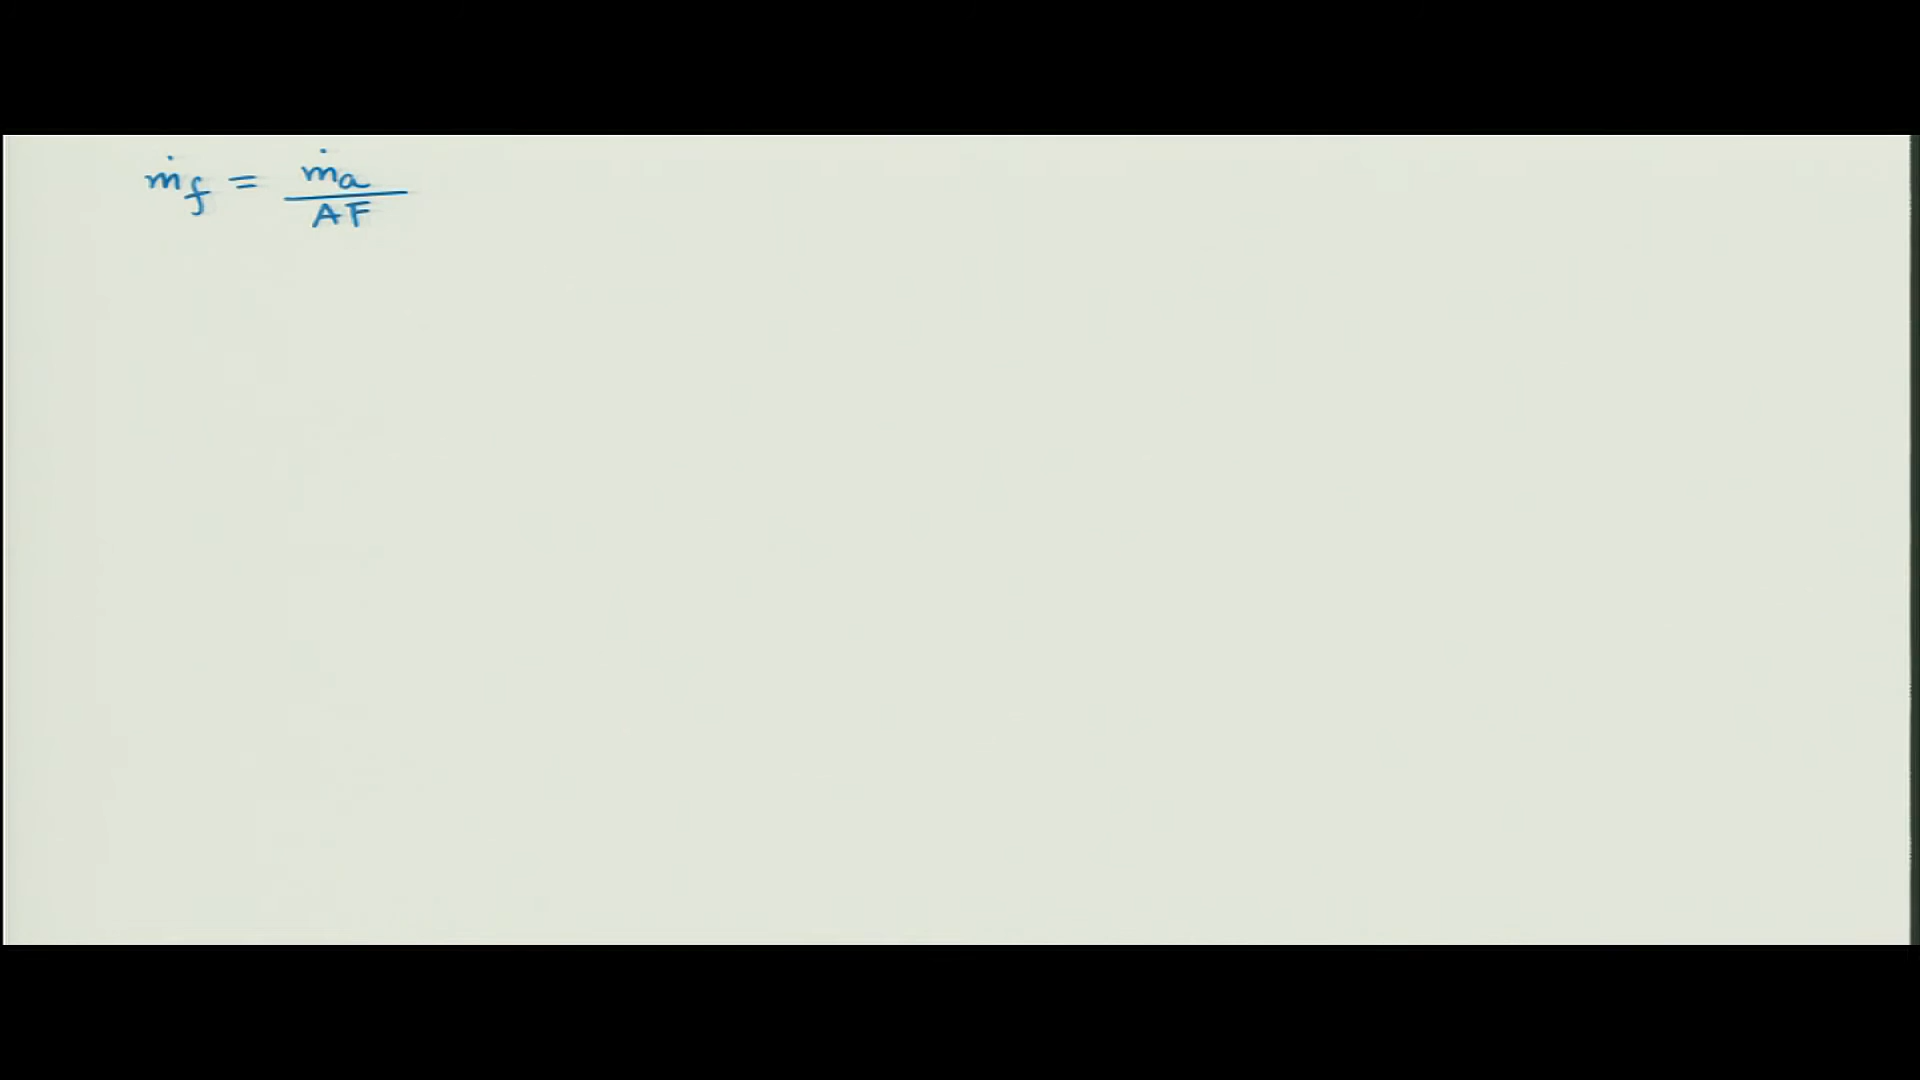 ṁf = ṁa / AF